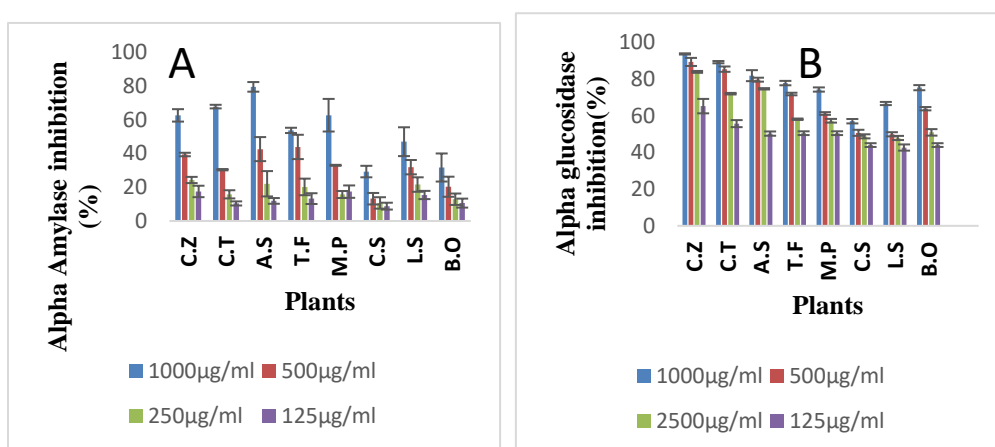 A
Alpha Amylase inhibition
(%)
100
80
60
40
20
0
C.Z
C.T
A.S
T.F
M.P
C.S
L.S
B.O
Plants
1000µg/ml
500µg/ml
250µg/ml
125µg/ml
B
Alpha glucosidase
inhibition(%)
100
80
60
40
20
0
C.Z
C.T
A.S
T.F
M.P
C.S
L.S
B.O
Plants
1000µg/ml
500µg/ml
2500µg/ml
125µg/ml